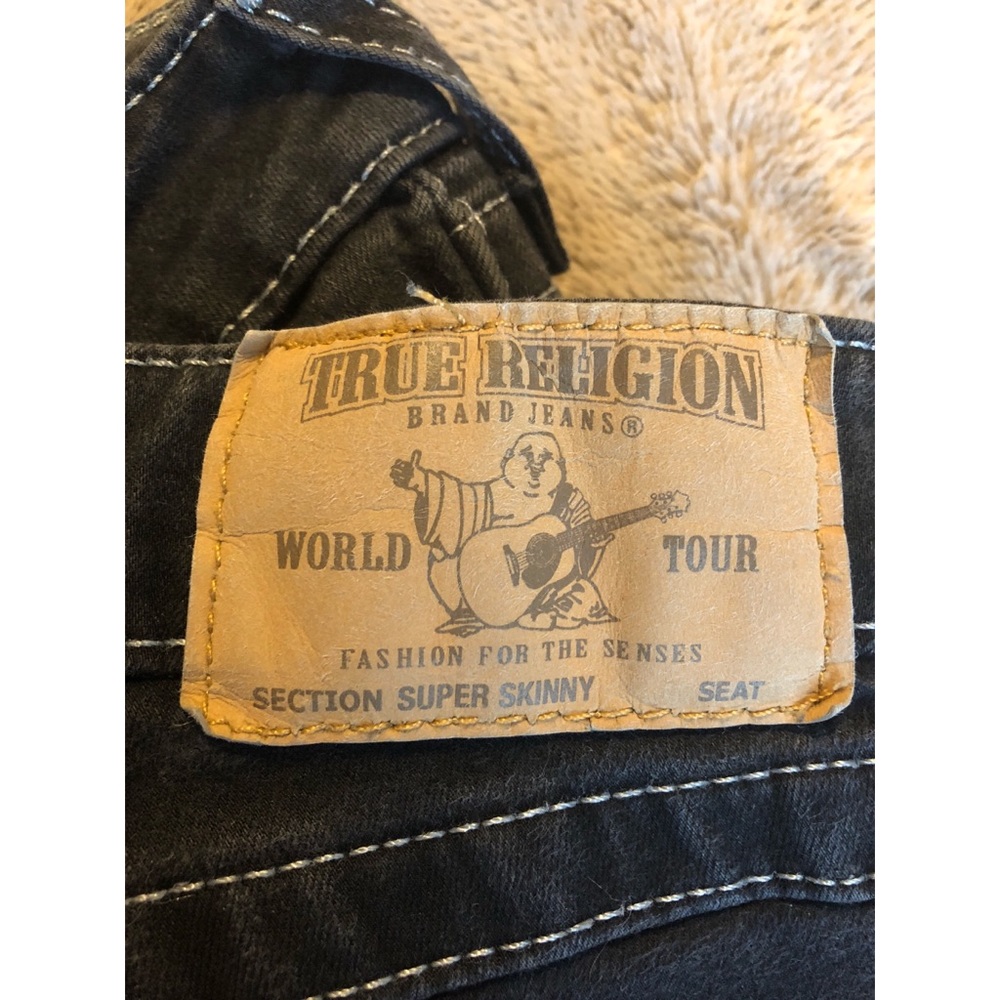 TRUE RELIGION
BRAND JEANS®
WORLD TOUR
FASHION FOR THE SENSES
SECTION SUPER SKINNY SEAT